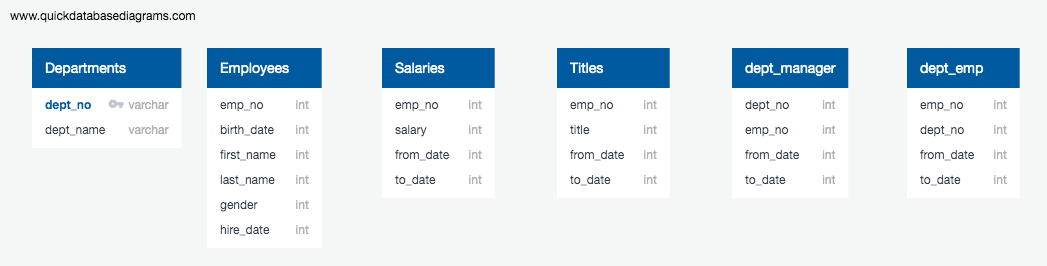 www.quickdatabasediagrams.com
Departments
dept_no varchar
dept_name varchar
Employees
emp_no int
birth_date int
first_name int
last_name int
gender int
hire_date int
Salaries
emp_no int
salary int
from_date int
to_date int
Titles
emp_no int
title int
from_date int
to_date int
dept_manager
dept_no int
emp_no int
from_date int
to_date int
dept_emp
emp_no int
dept_no int
from_date int
to_date int